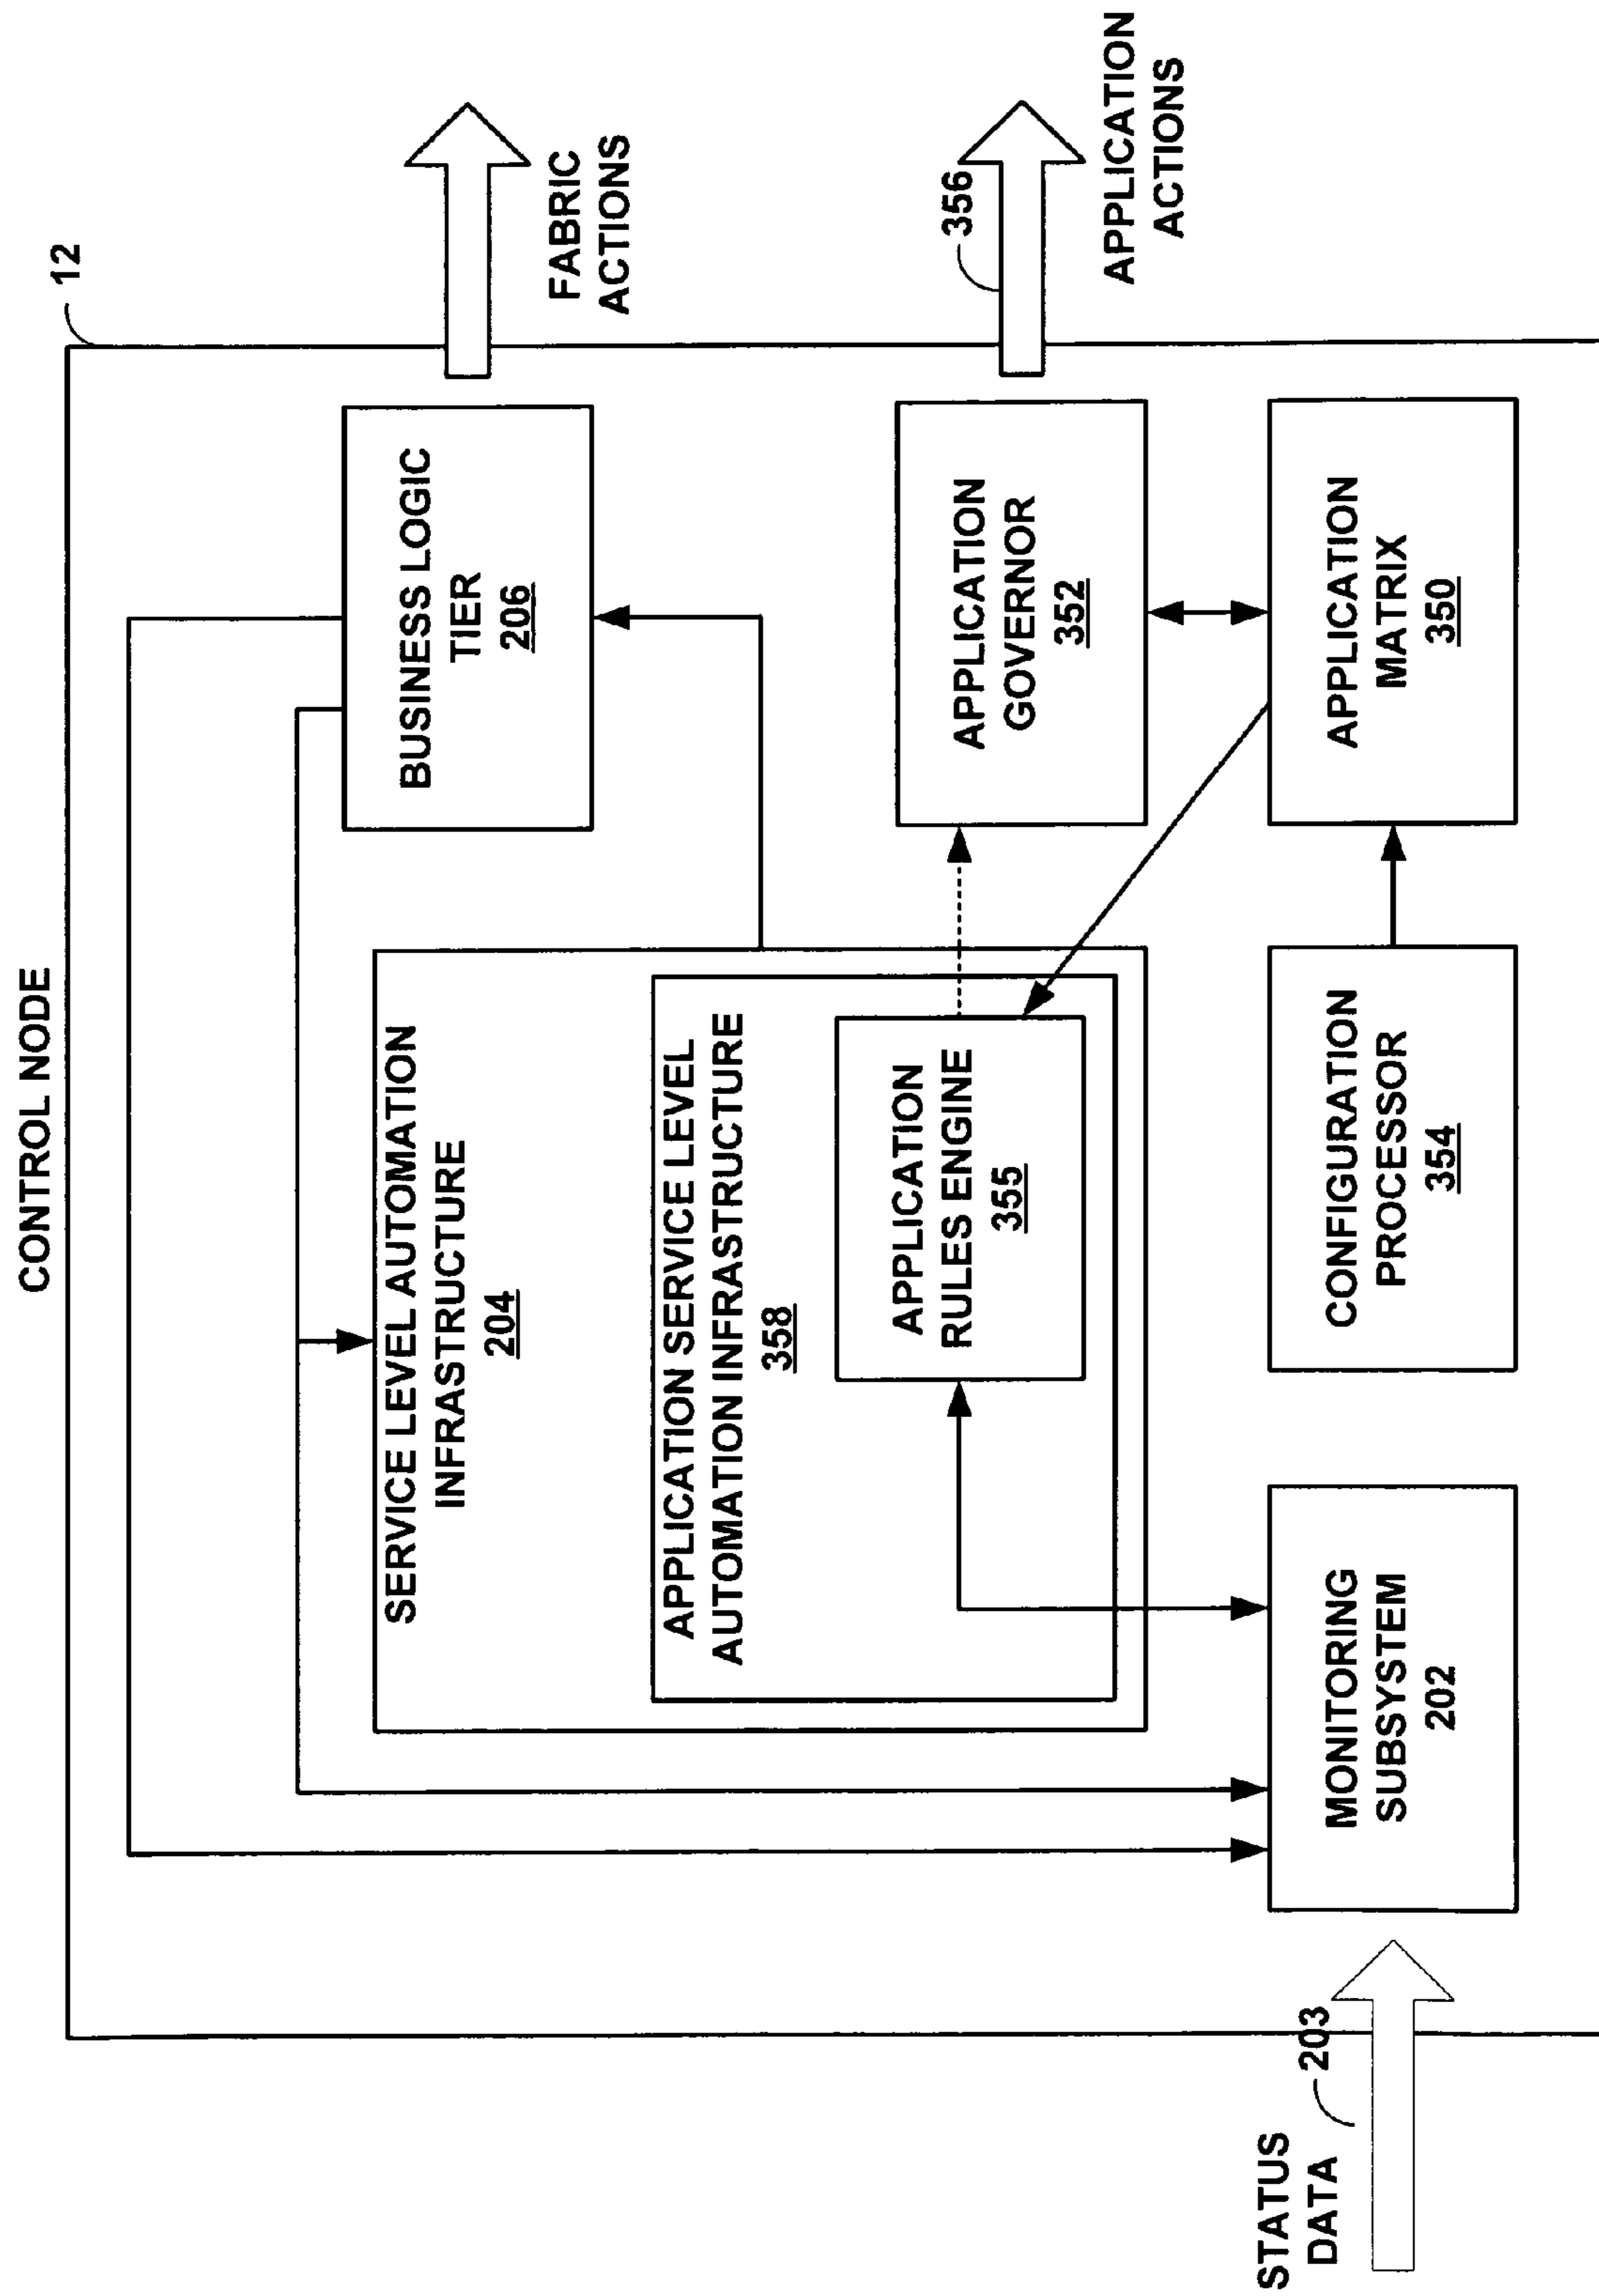 CONTROL NODE
12
SERVICE LEVEL AUTOMATION
INFRASTRUCTURE
204
BUSINESS LOGIC
TIER
206
FABRIC
ACTIONS
APPLICATION SERVICE LEVEL
AUTOMATION INFRASTRUCTURE
358
APPLICATION
RULES ENGINE
355
APPLICATION
GOVERNOR
352
356
APPLICATION
ACTIONS
STATUS
DATA
203
MONITORING
SUBSYSTEM
202
CONFIGURATION
PROCESSOR
354
APPLICATION
MATRIX
350